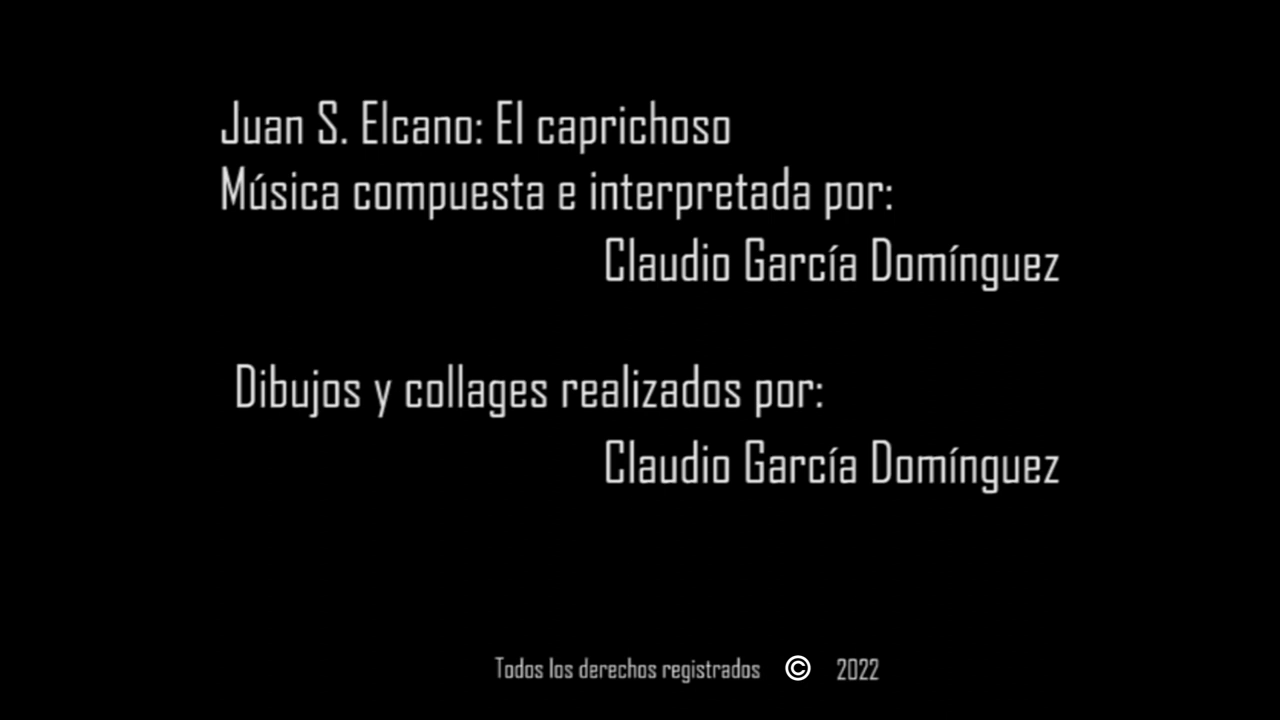 Juan S. Elcano: El caprichoso
Música compuesta e interpretada por:
Claudio García Domínguez
Dibujos y collages realizados por:
Claudio García Domínguez
Todos los derechos registrados © 2022